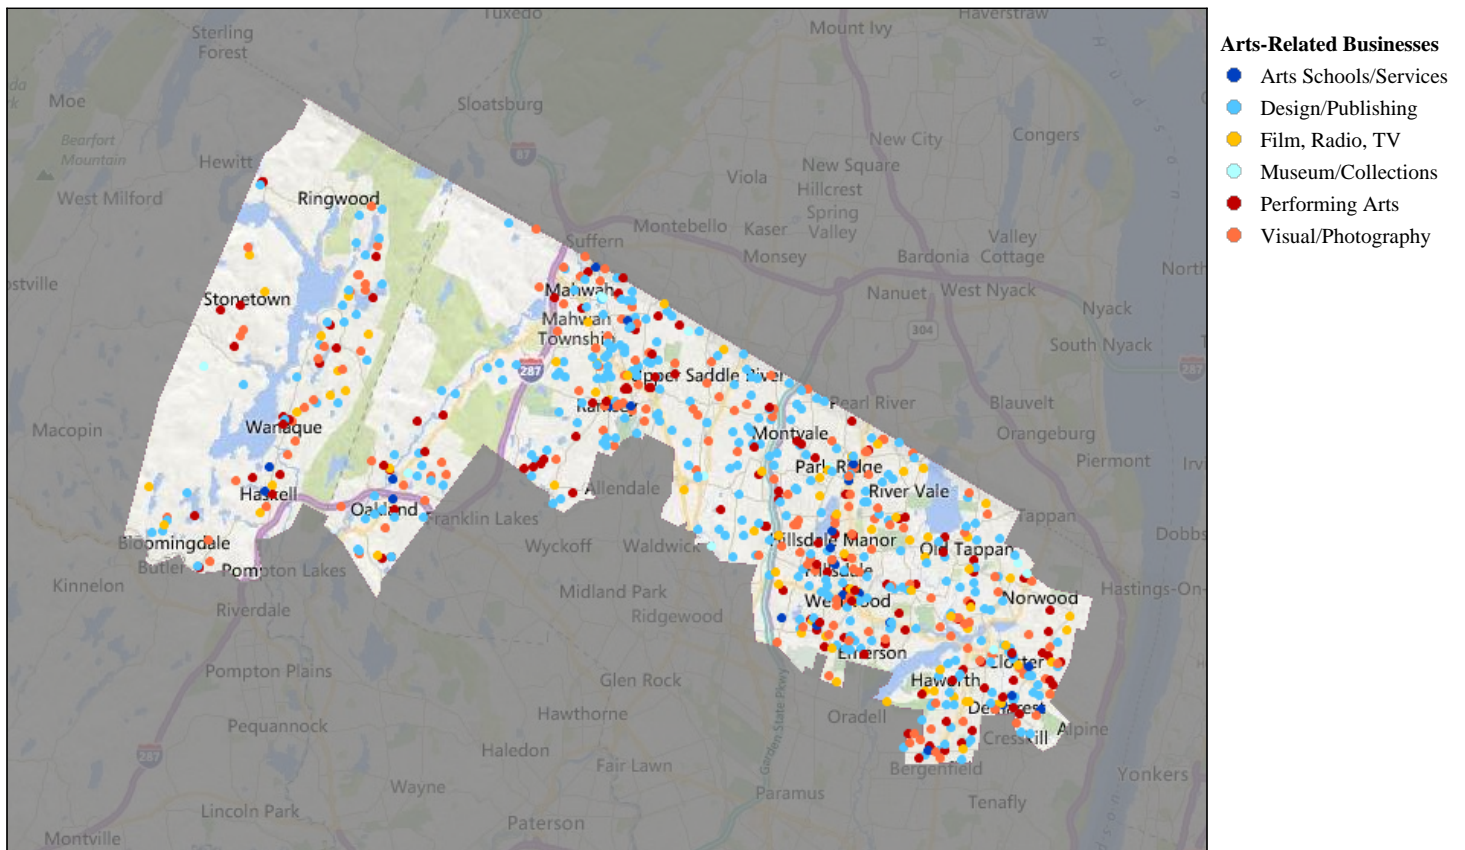 Tuxedo
Haverstraw
Sterling
Forest
Mount Ivy
Moe
Sloatsburg
Bearfort
Mountain
Hewitt
New City
Congers
West Milford
Ringwood
Viola
New Square
Hillcrest
Spring
Valley
Montebello
Kaser
Suffern
Monsey
Valley
Cottage
Bardonia
Stonetown
Mahwah
Nanuet
West Nyack
Nyack
Mahwah
Township
304
South Nyack
87
287
287
Upper Saddle River
Ramsey
Pearl River
Blauvelt
Macopin
Wanaque
Montvale
Orangeburg
Park Ridge
Piermont
Haskell
Allendale
River Vale
Oakland
Franklin Lakes
Tappan
Bloomingdale
Wyckoff
Waldwick
Hillsdale Manor
Old Tappan
Butler
Pompton Lakes
Hillsdale
Kinnelon
Midland Park
Westwood
Norwood
Riverdale
Ridgewood
Emerson
Closter
Pompton Plains
Glen Rock
Haworth
Demarest
Pequannock
Hawthorne
Oradell
Cresskill
Alpine
Garden State Pkwy
287
Haledon
Fair Lawn
Bergenfield
Yonkers
Wayne
Paramus
Tenafly
Lincoln Park
Paterson
Montville
Arts-Related Businesses
Arts Schools/Services
Design/Publishing
Film, Radio, TV
Museum/Collections
Performing Arts
Visual/Photography